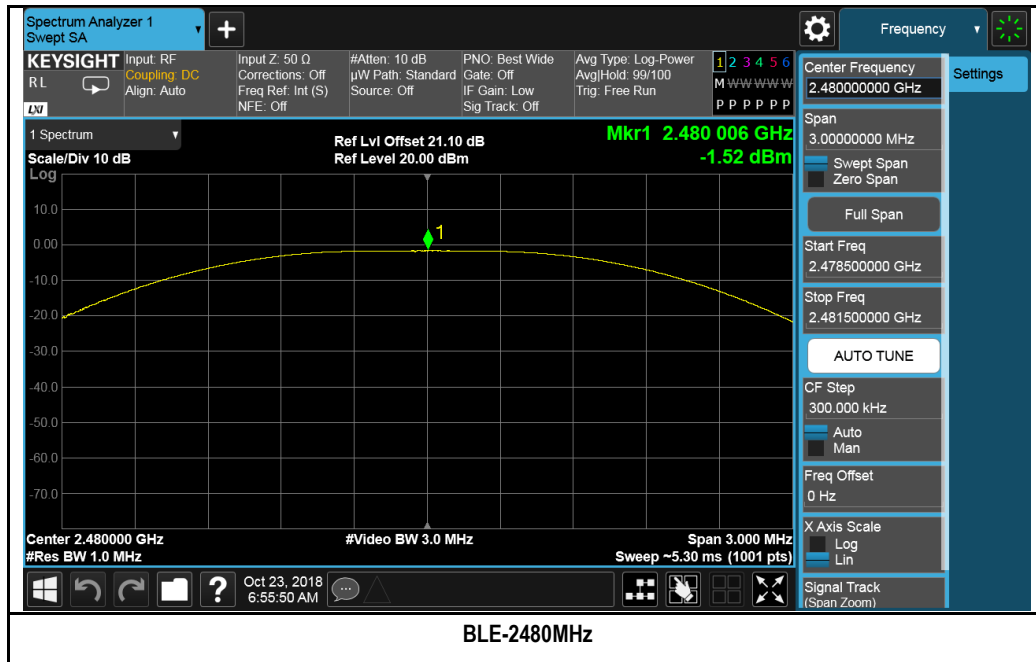 Spectrum Analyzer 1
Swept SA
+
Frequency
KEYSIGHT
RL
LXI
Input: RF
Coupling: DC
Align: Auto
Input Z: 50 Ω
Corrections: Off
Freq Ref: Int (S)
NFE: Off
#Atten: 10 dB
µW Path: Standard
Source: Off
PNO: Best Wide
Gate: Off
IF Gain: Low
Sig Track: Off
Avg Type: Log-Power
Avg|Hold: 99/100
Trig: Free Run
1 2 3 4 5 6
M W W W W W
P P P P P P
1 Spectrum
Scale/Div 10 dB
Log
Ref Lvl Offset 21.10 dB
Ref Level 20.00 dBm
Mkr1 2.480 006 GHz
-1.52 dBm
1
10.0
0.00
-10.0
-20.0
-30.0
-40.0
-50.0
-60.0
-70.0
Center 2.480000 GHz
#Res BW 1.0 MHz
#Video BW 3.0 MHz
Span 3.000 MHz
Sweep ~5.30 ms (1001 pts)
Center Frequency
2.480000000 GHz
Settings
Span
3.00000000 MHz
Swept Span
Zero Span
Full Span
Start Freq
2.478500000 GHz
Stop Freq
2.481500000 GHz
AUTO TUNE
CF Step
300.000 kHz
Auto
Man
Freq Offset
0 Hz
X Axis Scale
Log
Lin
Signal Track
(Span Zoom)
?
Oct 23, 2018
6:55:50 AM
BLE-2480MHz